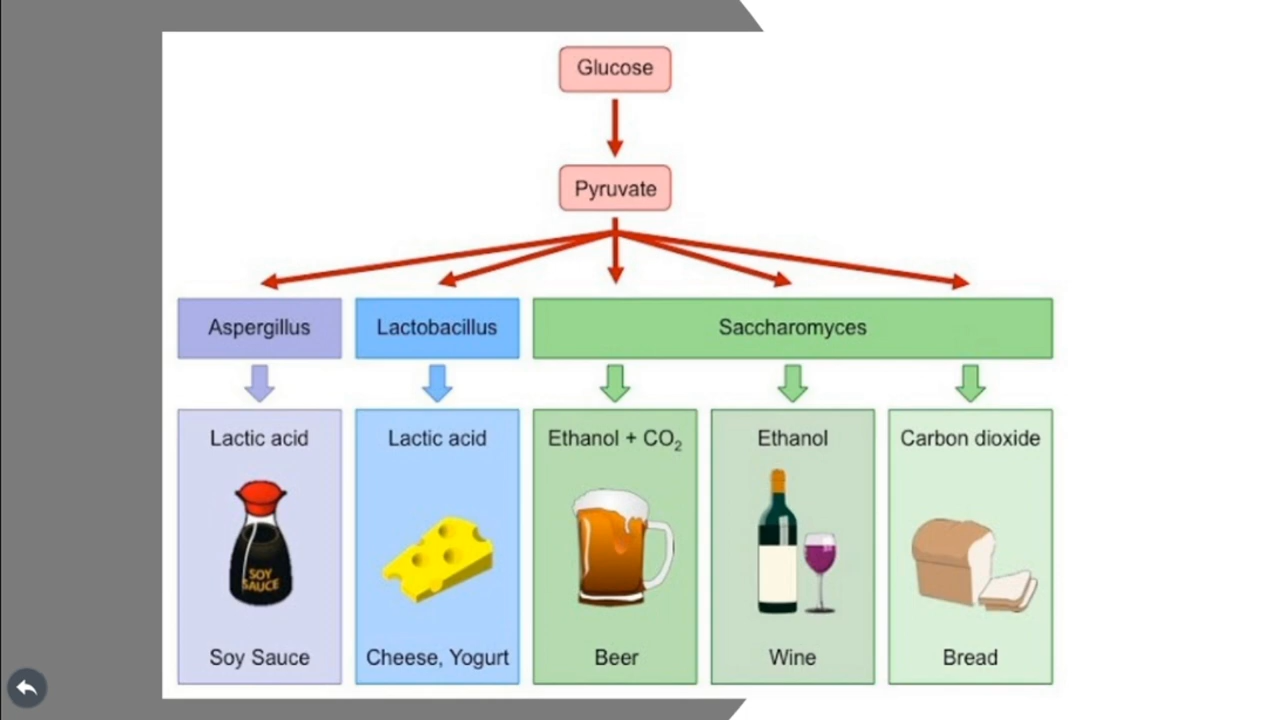 Glucose
Pyruvate
Aspergillus
Lactobacillus
Saccharomyces
Lactic acid
Lactic acid
Ethanol + CO₂
Ethanol
Carbon dioxide
SOY
SAUCE
Soy Sauce
Cheese, Yogurt
Beer
Wine
Bread